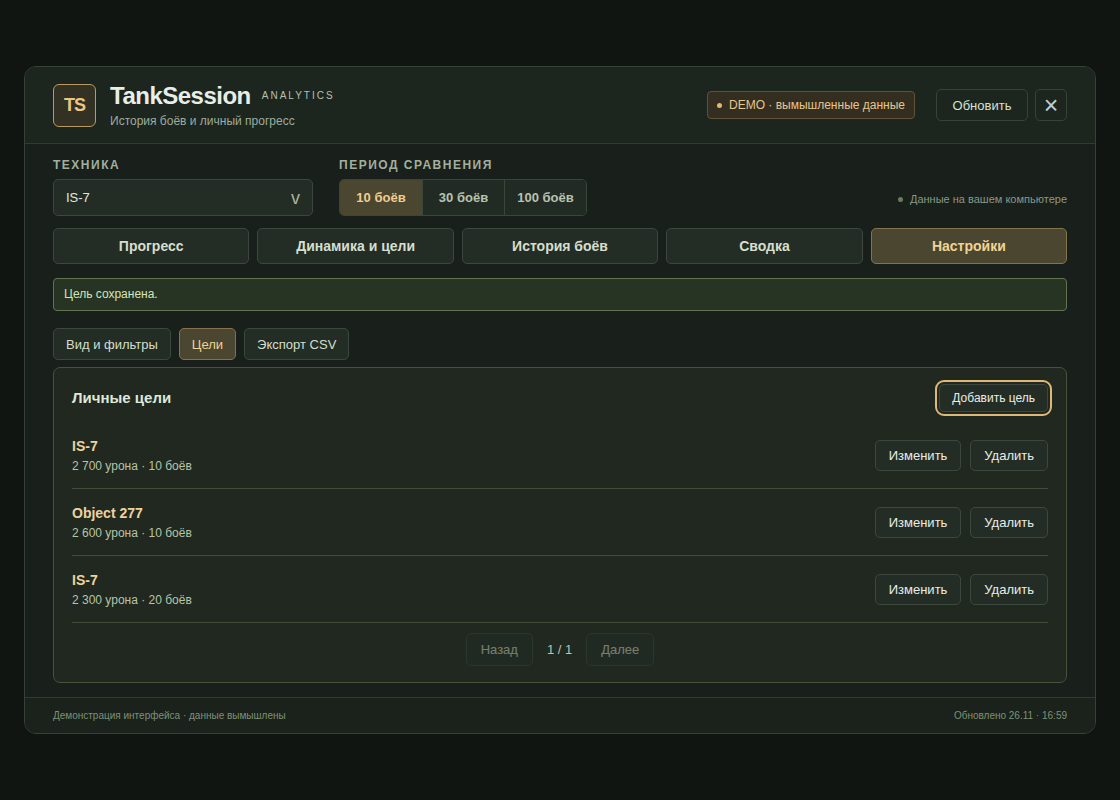 TS
TankSession ANALYTICS
История боёв и личный прогресс
DEMO · вымышленные данные
Обновить
✕
ТЕХНИКА
ПЕРИОД СРАВНЕНИЯ
IS-7 v
10 боёв 30 боёв 100 боёв
Данные на вашем компьютере
Прогресс Динамика и цели История боёв Сводка Настройки
Цель сохранена.
Вид и фильтры Цели Экспорт CSV
Личные цели Добавить цель
IS-7
2 700 урона · 10 боёв
Изменить Удалить
Object 277
2 600 урона · 10 боёв
Изменить Удалить
IS-7
2 300 урона · 20 боёв
Изменить Удалить
Назад 1 / 1 Далее
Демонстрация интерфейса · данные вымышлены Обновлено 26.11 · 16:59